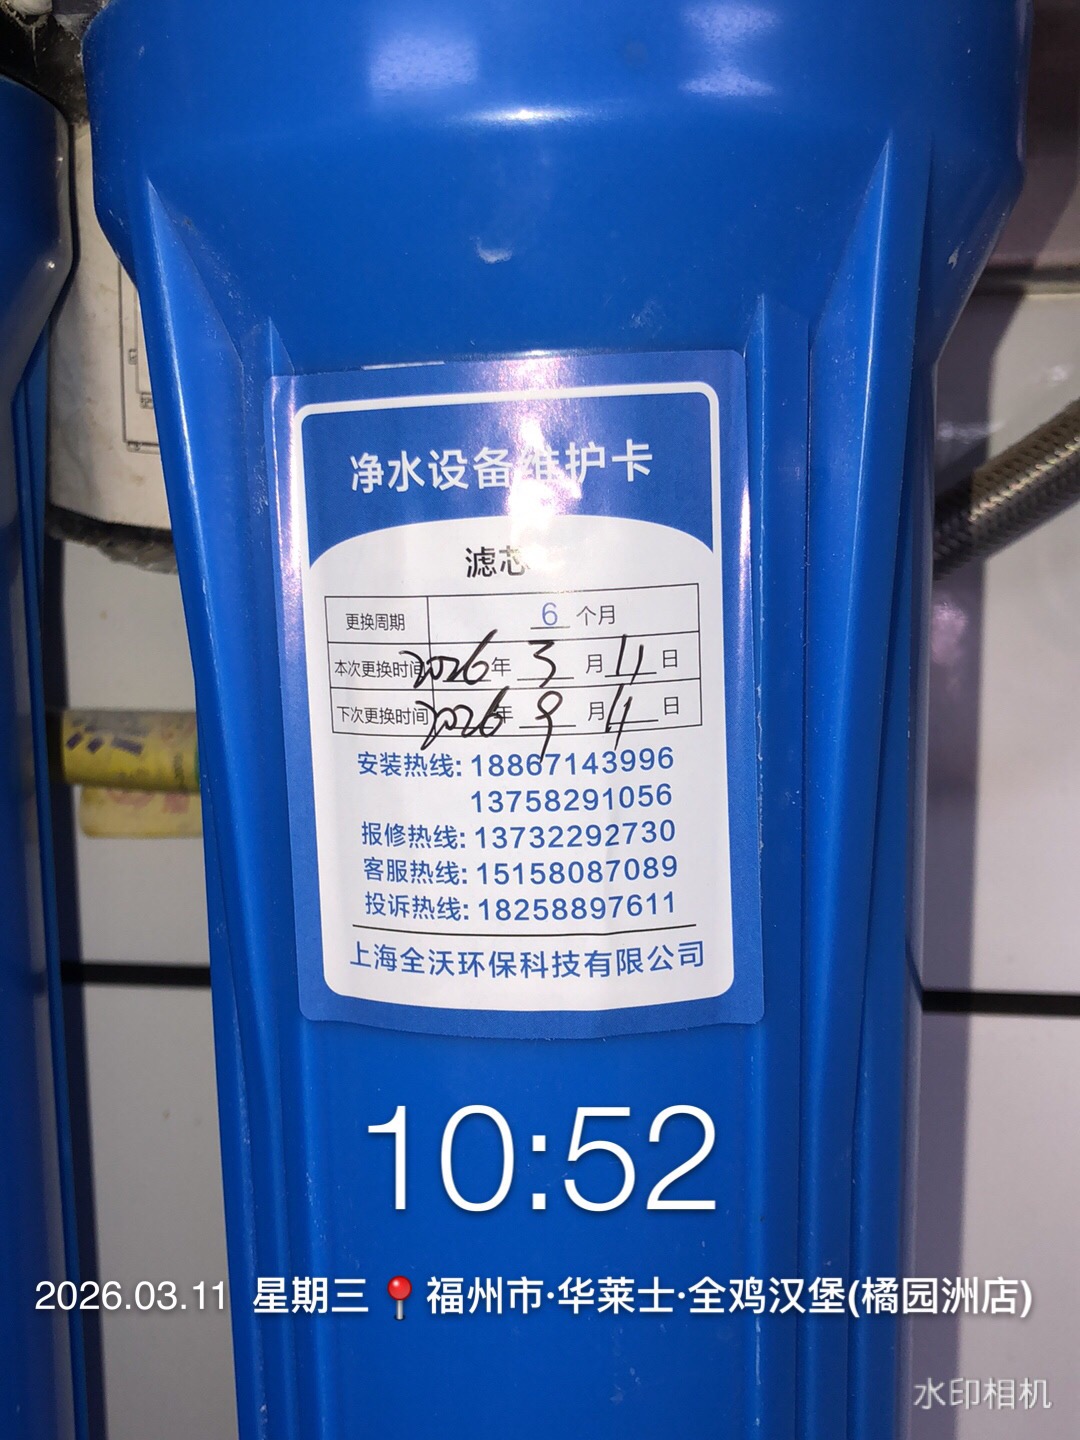 净水设备维护卡
滤芯
更换周期 6 个月
本次更换时间 2026 年 3 月 11 日
下次更换时间 2026 年 9 月 11 日
安装热线: 18867143996
13758291056
报修热线: 13732292730
客服热线: 15158087089
投诉热线: 18258897611
上海全沃环保科技有限公司
10:52
2026.03.11 星期三 📍 福州市·华莱士·全鸡汉堡(橘园洲店)
水印相机